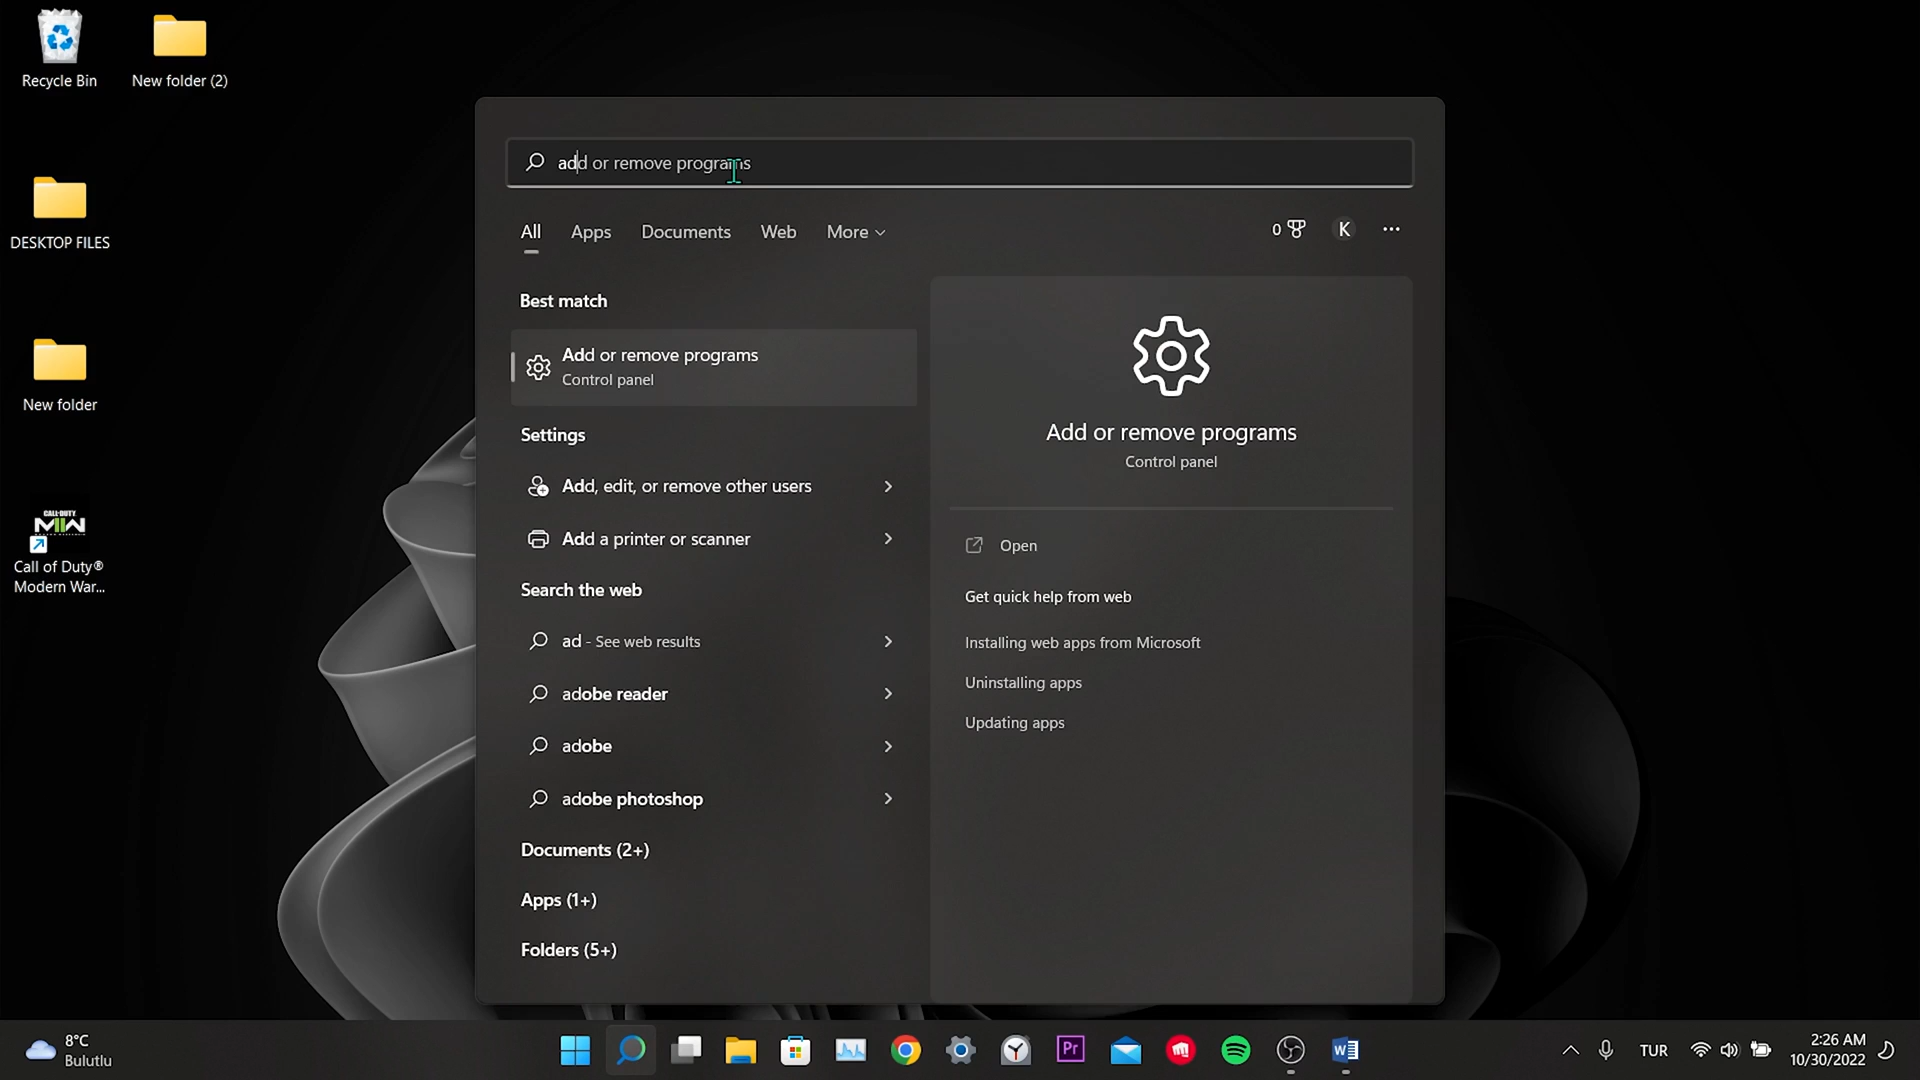 Recycle Bin
New folder (2)
DESKTOP FILES
New folder
CALL·DUTY
MW
Call of Duty®
Modern War...
add or remove programs
All
Apps
Documents
Web
More
0
K
Best match
Add or remove programs
Control panel
Settings
Add, edit, or remove other users
Add a printer or scanner
Search the web
ad - See web results
adobe reader
adobe
adobe photoshop
Documents (2+)
Apps (1+)
Folders (5+)
Add or remove programs
Control panel
Open
Get quick help from web
Installing web apps from Microsoft
Uninstalling apps
Updating apps
8°C
Bulutlu
Pr
W
TUR
2:26 AM
10/30/2022